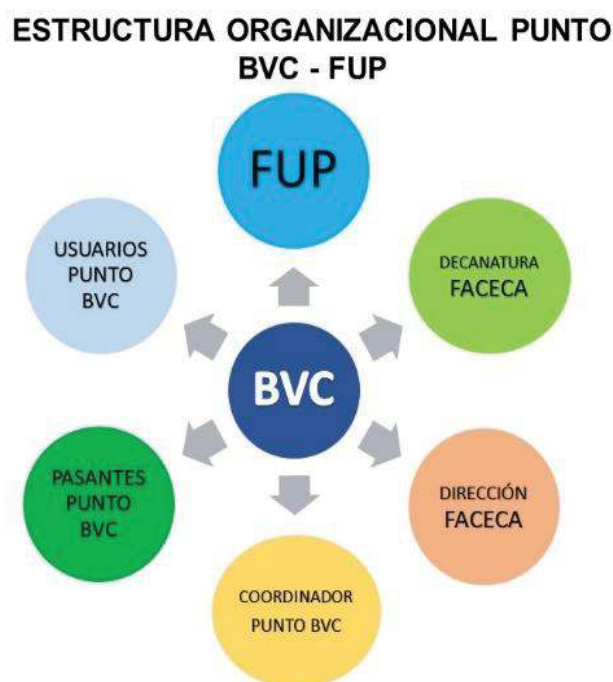 ESTRUCTURA ORGANIZACIONAL PUNTO
BVC - FUP
FUP
USUARIOS
PUNTO
BVC
DECANATURA
FACECA
BVC
PASANTES
PUNTO
BVC
DIRECCIÓN
FACECA
COORDINADOR
PUNTO BVC